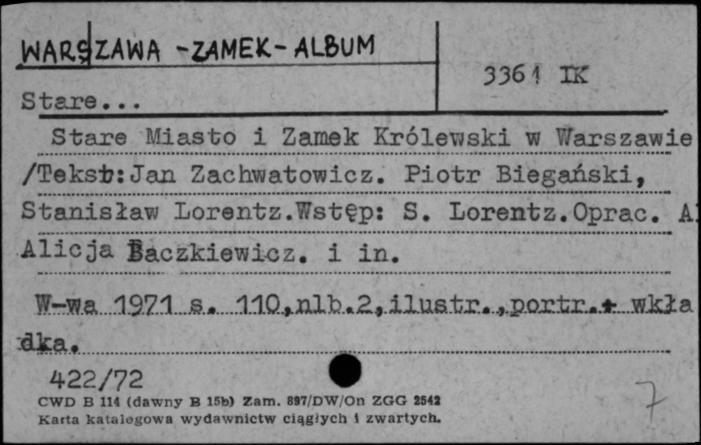 WARSZAWA - ZAMEK - ALBUM
3361 IK
Stare...
Stare Miasto i Zamek Królewski w Warszawie
/Tekst: Jan Zachwatowicz. Piotr Biegański,
Stanisław Lorentz.Wstęp: S. Lorentz.Oprac. A
Alicja Baczkiewicz. i in.
W-wa 1971 s. 110,nlb.2,ilustr.,portr.+ wkła
dka.
422/72
CWD B 114 (dawny B 15b) Zam. 897/DW/On ZGG 2542
Karta katalogowa wydawnictw ciągłych i zwartych.
7